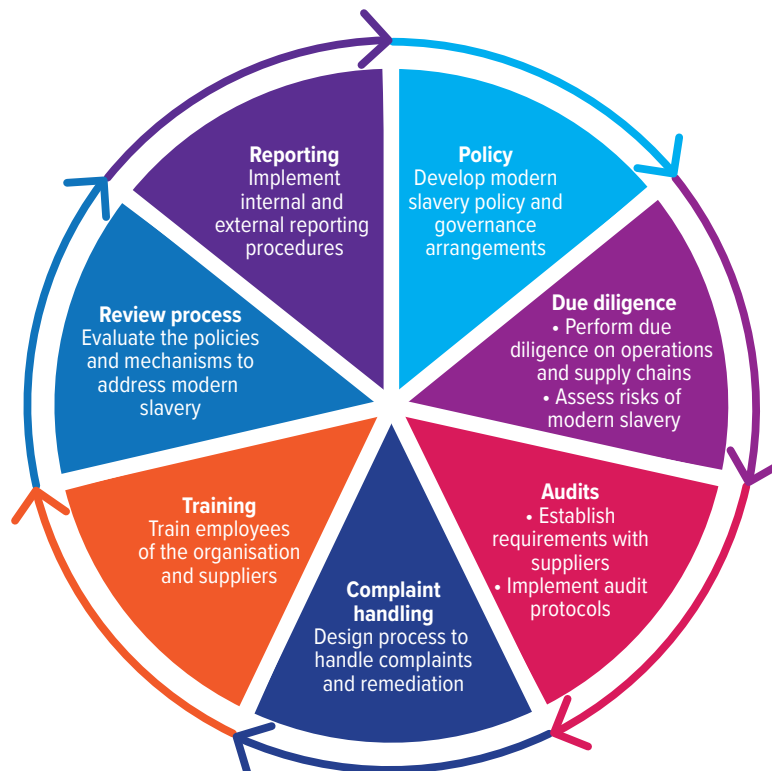 Policy
Develop modern
slavery policy and
governance
arrangements
Due diligence
• Perform due
diligence on operations
and supply chains
• Assess risks of
modern slavery
Audits
• Establish
requirements with
suppliers
• Implement audit
protocols
Complaint
handling
Design process to
handle complaints
and remediation
Training
Train employees
of the organisation
and suppliers
Review process
Evaluate the policies
and mechanisms to
address modern
slavery
Reporting
Implement
internal and
external reporting
procedures